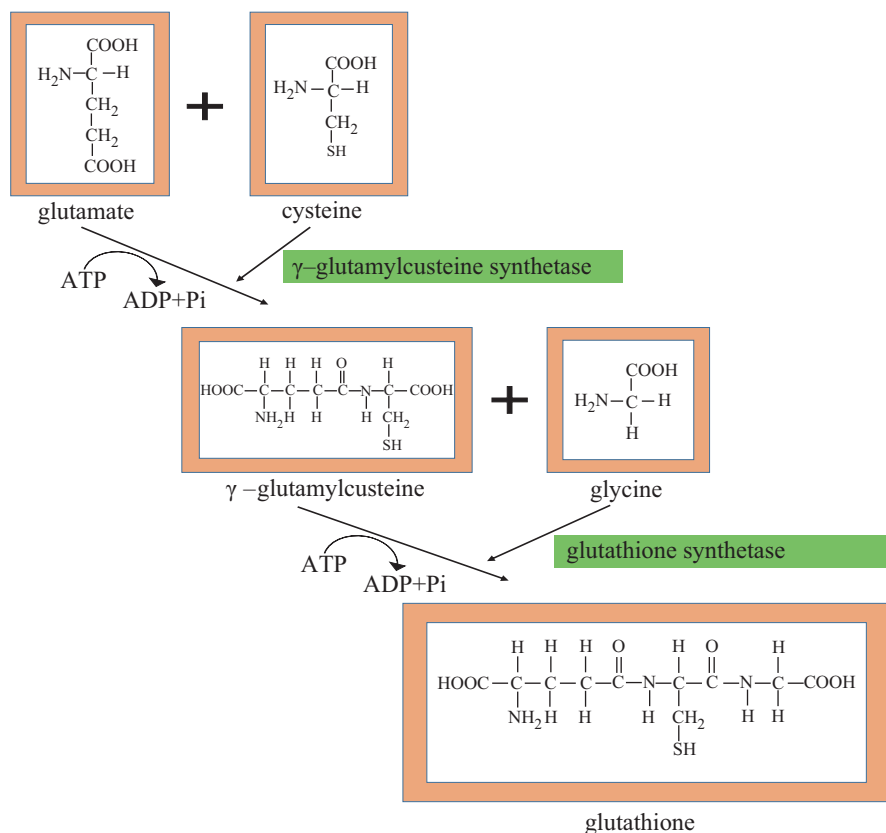 COOH
H₂N–C–H
CH₂
CH₂
COOH
+
COOH
H₂N–C–H
CH₂
SH
glutamate
cysteine
ATP
ADP+Pi
γ–glutamylcusteine synthetase
H H H O H
HOOC–C–C–C–C–N–C–COOH
NH₂ H H H CH₂
SH
+
COOH
H₂N–C–H
H
γ –glutamylcusteine
glycine
ATP
ADP+Pi
glutathione synthetase
H H H O H O H
HOOC–C–C–C–C–N–C–C–N–C–COOH
NH₂ H H H CH₂ H H
SH
glutathione